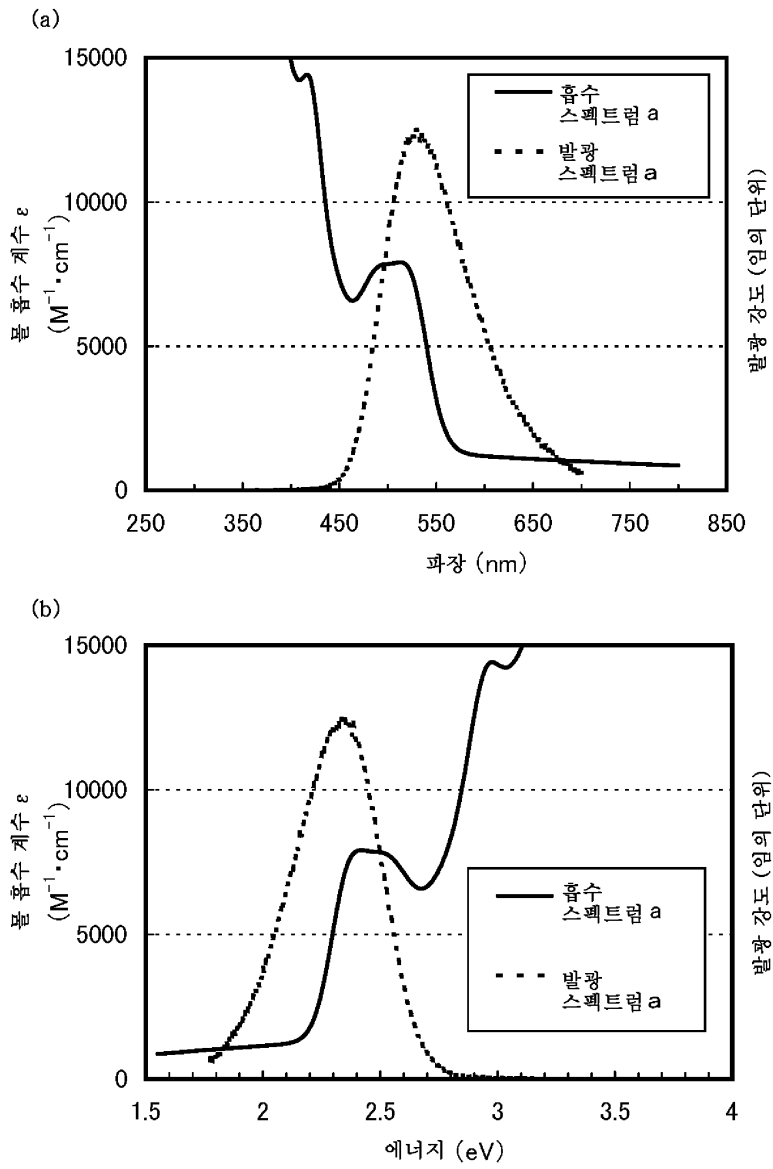 (a)
15000
10000
5000
0
몰 흡수 계수 ε
(M⁻¹·cm⁻¹)
흡수
스펙트럼 a
발광
스펙트럼 a
발광 강도 (임의 단위)
250
350
450
550
650
750
850
파장 (nm)
(b)
15000
10000
5000
0
몰 흡수 계수 ε
(M⁻¹·cm⁻¹)
흡수
스펙트럼 a
발광
스펙트럼 a
발광 강도 (임의 단위)
1.5
2
2.5
3
3.5
4
에너지 (eV)